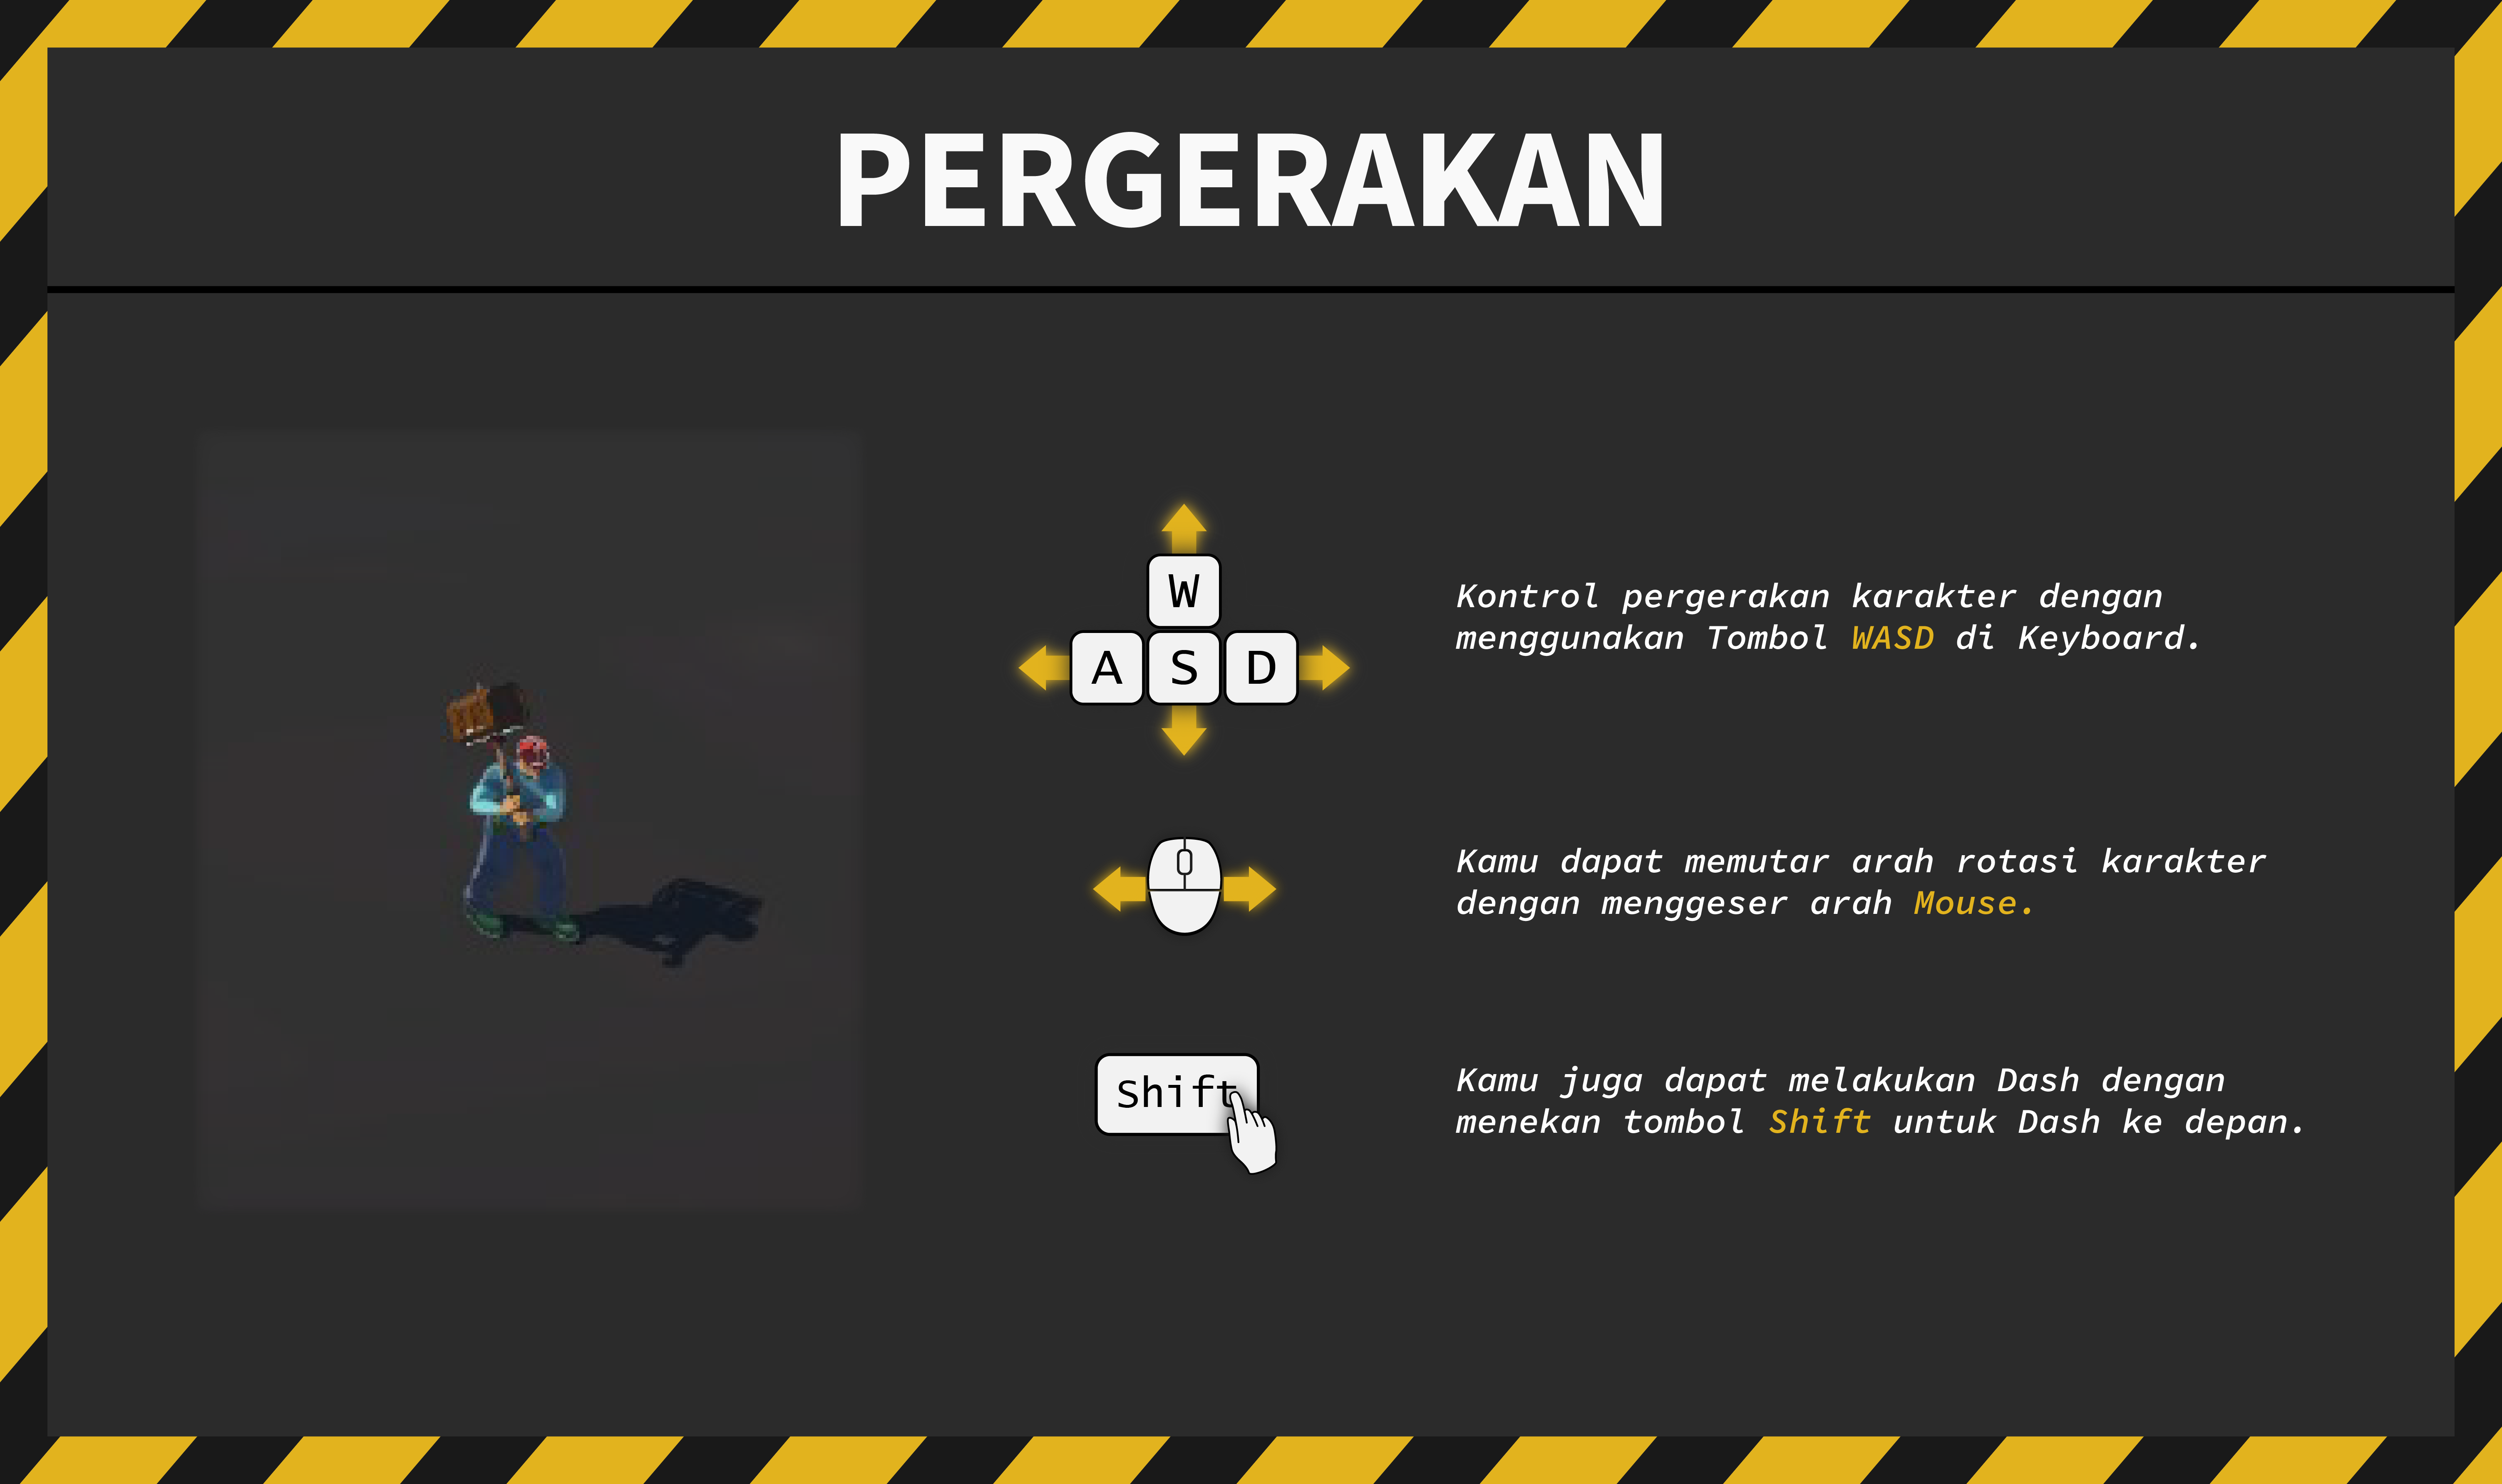 PERGERAKAN
W
A S D
Kontrol pergerakan karakter dengan
menggunakan Tombol WASD di Keyboard.
Kamu dapat memutar arah rotasi karakter
dengan menggeser arah Mouse.
Shift
Kamu juga dapat melakukan Dash dengan
menekan tombol Shift untuk Dash ke depan.